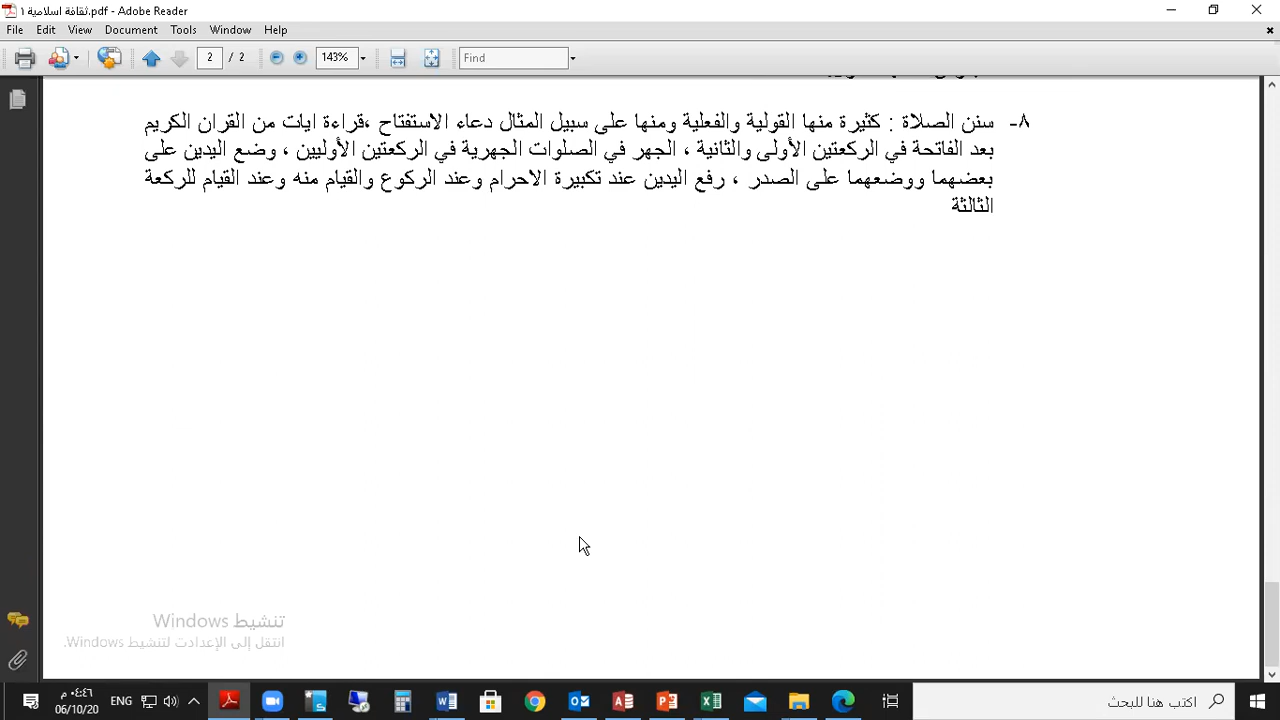 ثقافة اسلامية ١.pdf - Adobe Reader
File Edit View Document Tools Window Help
2 / 2 143% Find
٨- سنن الصلاة : كثيرة منها القولية والفعلية ومنها على سبيل المثال دعاء الاستفتاح ،قراءة ايات من القران الكريم
بعد الفاتحة في الركعتين الأولى والثانية ، الجهر في الصلوات الجهرية في الركعتين الأوليين ، وضع اليدين على
بعضهما ووضعهما على الصدر ، رفع اليدين عند تكبيرة الاحرام وعند الركوع والقيام منه وعند القيام للركعة
الثالثة
تنشيط Windows
انتقل إلى الإعدادت لتنشيط Windows.
٠٤:٤٦ م
06/10/20
ENG
اكتب هنا للبحث